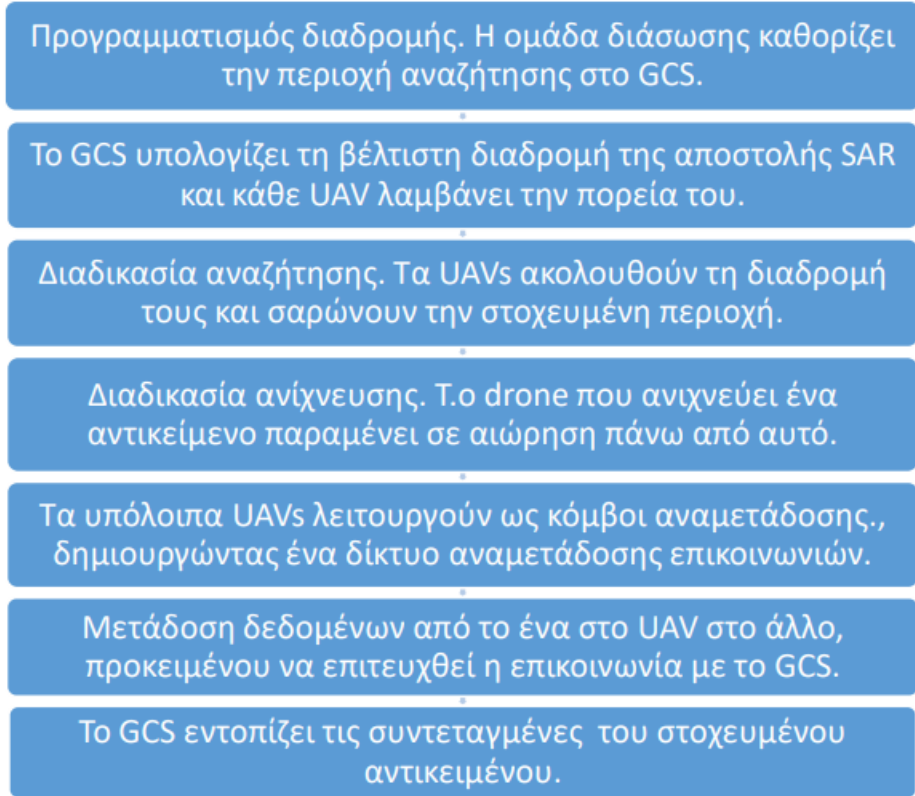 Προγραμματισμός διαδρομής. Η ομάδα διάσωσης καθορίζει
την περιοχή αναζήτησης στο GCS.
Το GCS υπολογίζει τη βέλτιστη διαδρομή της αποστολής SAR
και κάθε UAV λαμβάνει την πορεία του.
Διαδικασία αναζήτησης. Τα UAVs ακολουθούν τη διαδρομή
τους και σαρώνουν την στοχευμένη περιοχή.
Διαδικασία ανίχνευσης. Τ.ο drone που ανιχνεύει ένα
αντικείμενο παραμένει σε αιώρηση πάνω από αυτό.
Τα υπόλοιπα UAVs λειτουργούν ως κόμβοι αναμετάδοσης.,
δημιουργώντας ένα δίκτυο αναμετάδοσης επικοινωνιών.
Μετάδοση δεδομένων από το ένα στο UAV στο άλλο,
προκειμένου να επιτευχθεί η επικοινωνία με το GCS.
Το GCS εντοπίζει τις συντεταγμένες του στοχευμένου
αντικειμένου.